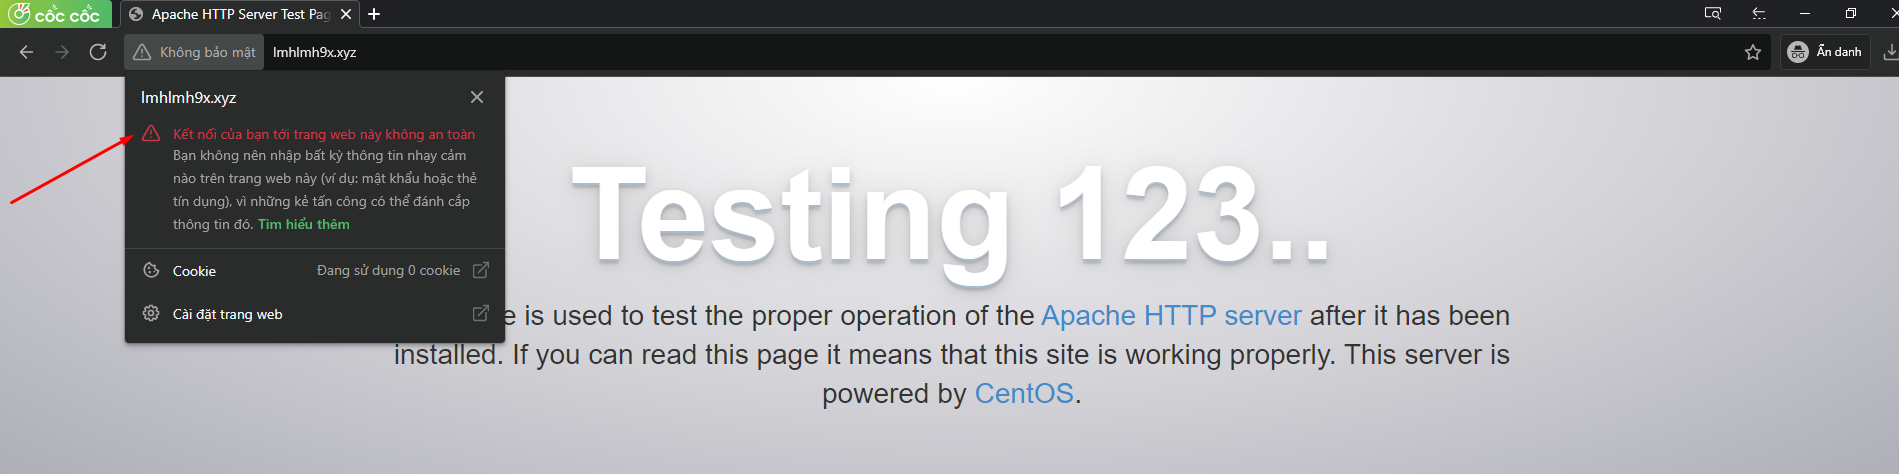 cốc cốc
Apache HTTP Server Test Pag
Không bảo mật
lmhlmh9x.xyz
Ẩn danh
lmhlmh9x.xyz
Kết nối của bạn tới trang web này không an toàn
Bạn không nên nhập bất kỳ thông tin nhạy cảm
nào trên trang web này (ví dụ: mật khẩu hoặc thẻ
tín dụng), vì những kẻ tấn công có thể đánh cắp
thông tin đó. Tìm hiểu thêm
Cookie
Đang sử dụng 0 cookie
Cài đặt trang web
Testing 123..
e is used to test the proper operation of the Apache HTTP server after it has been
installed. If you can read this page it means that this site is working properly. This server is
powered by CentOS.